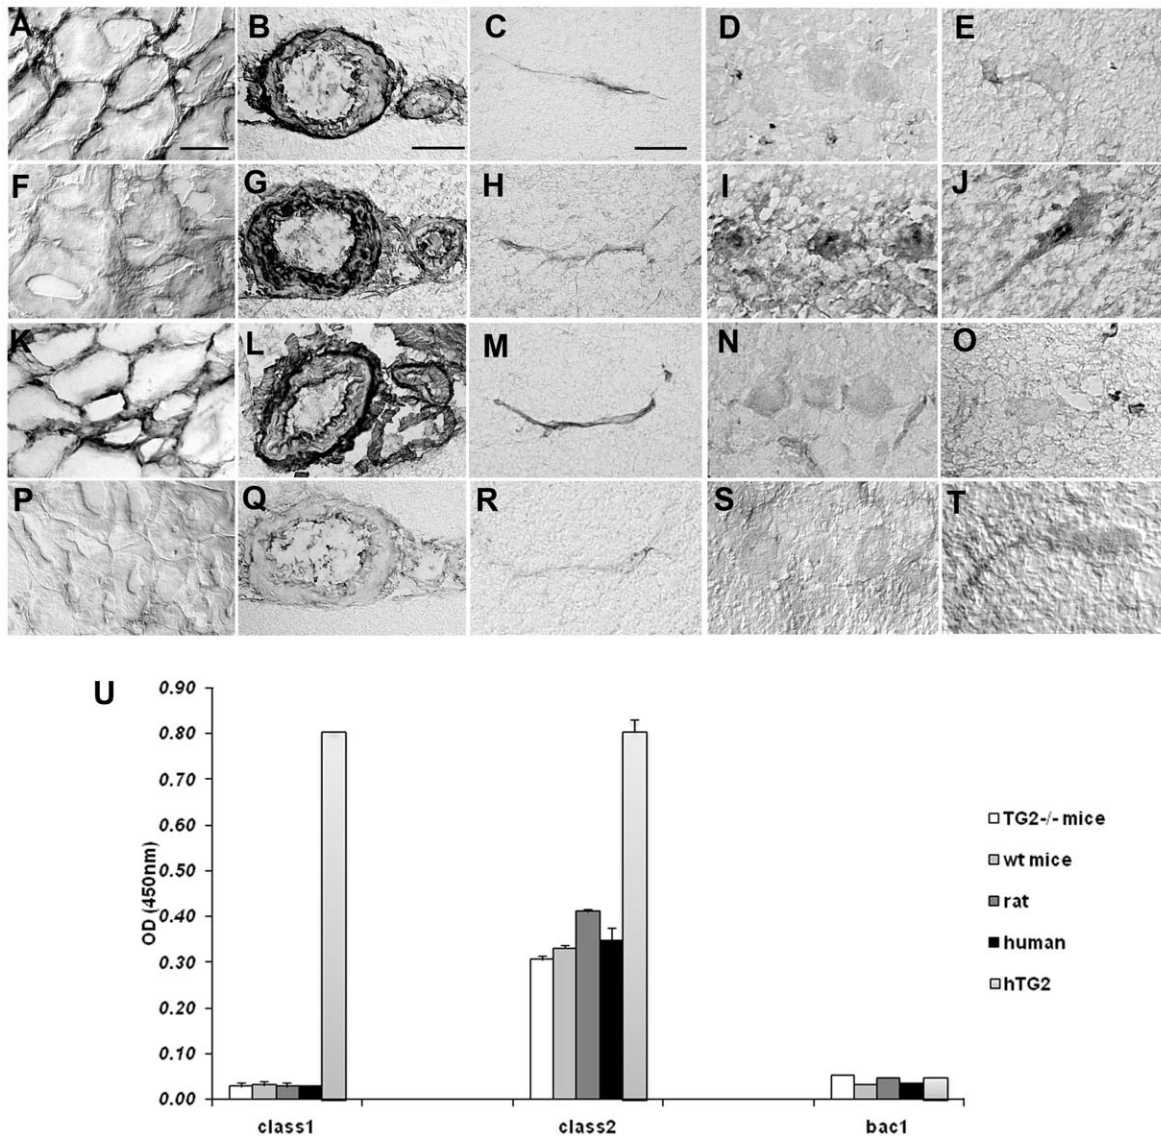 A B C D E
F G H I J
K L M N O
P Q R S T
U
0.90
0.80
0.70
0.60
0.50
0.40
0.30
0.20
0.10
0.00
OD (450nm)
class1 class2 bac1
TG2-/- mice
wt mice
rat
human
hTG2